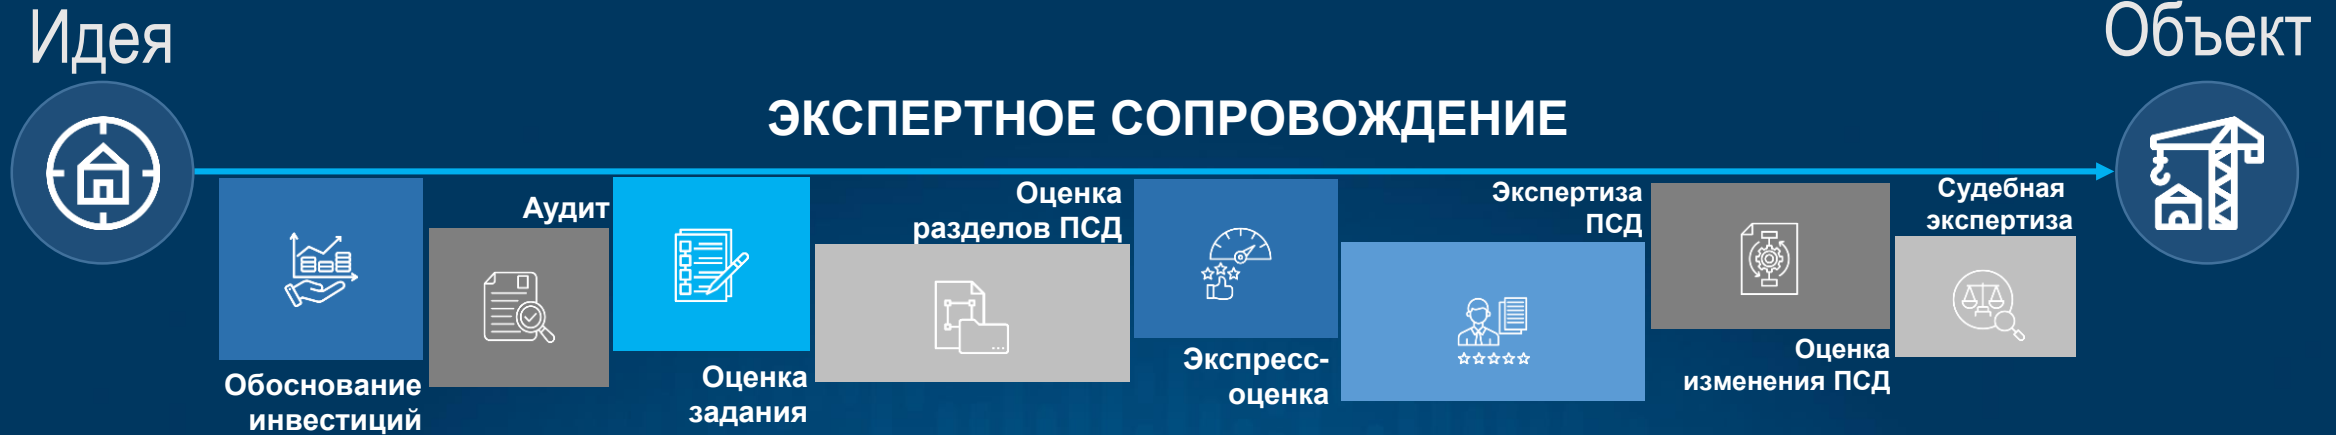 Идея
Объект
ЭКСПЕРТНОЕ СОПРОВОЖДЕНИЕ
Обоснование
инвестиций
Аудит
Оценка
задания
Оценка
разделов ПСД
Экспресс-
оценка
Экспертиза
ПСД
Оценка
изменения ПСД
Судебная
экспертиза